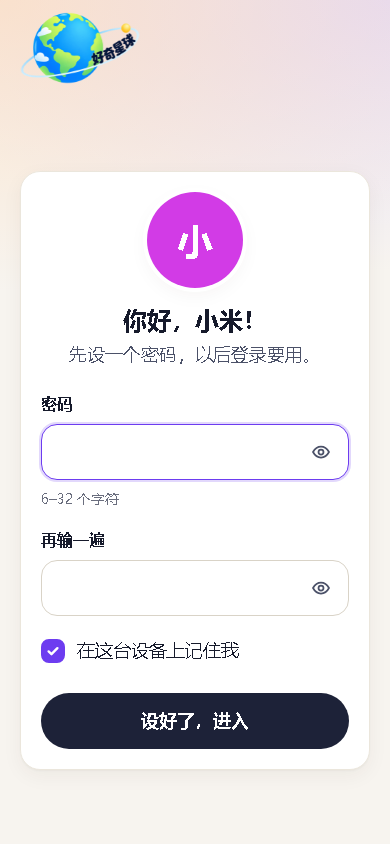 好奇星球
小
你好，小米！
先设一个密码，以后登录要用。
密码
6–32 个字符
再输一遍
在这台设备上记住我
设好了，进入